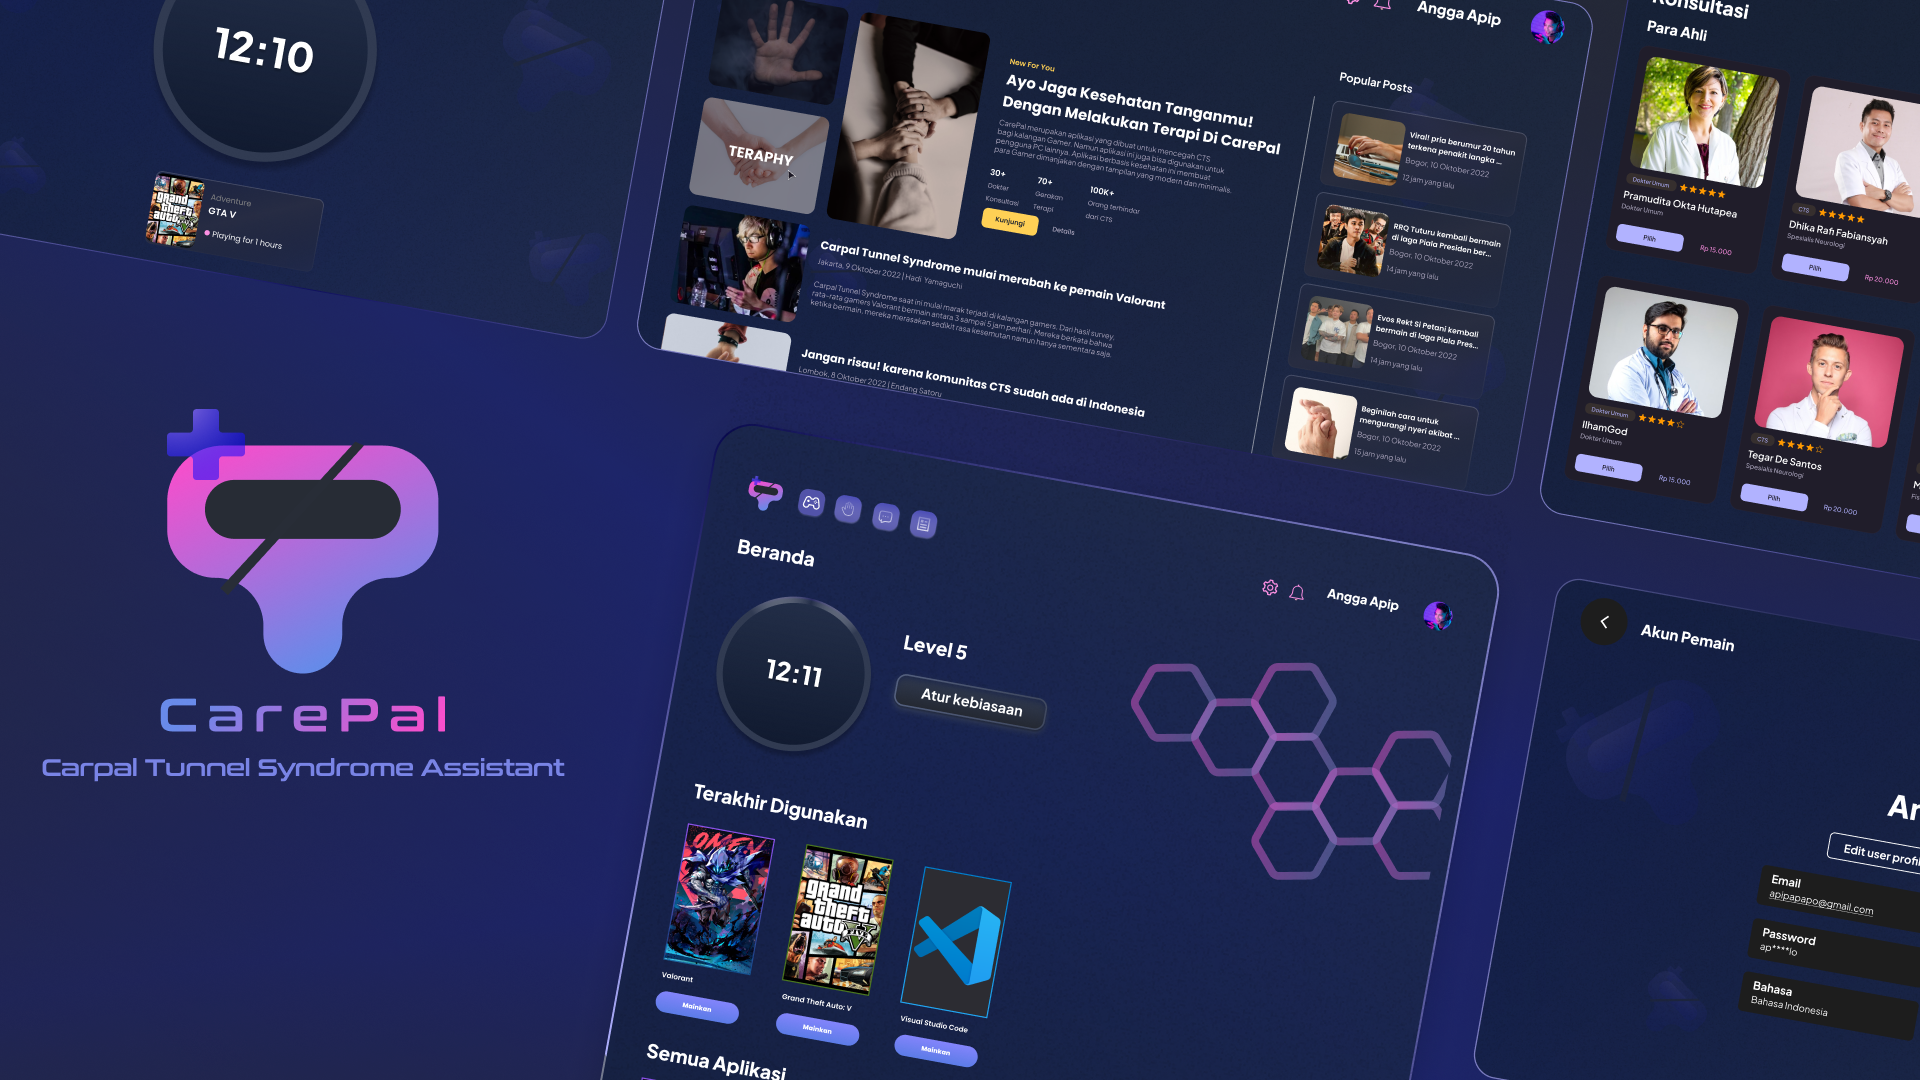 12:10
Adventure
GTA V
Playing for 1 hours
CarePal
Carpal Tunnel Syndrome Assistant
Angga Apip
TERAPHY
New For You
Ayo Jaga Kesehatan Tanganmu!
Dengan Melakukan Terapi Di CarePal
CarePal merupakan aplikasi yang dibuat untuk mencegah CTS
bagi kalangan Gamer. Namun aplikasi ini juga bisa digunakan untuk
pengguna PC lainnya. Aplikasi berbasis kesehatan ini membuat
para Gamer dimanjakan dengan tampilan yang modern dan minimalis.
30+
Dokter
Konsultasi
70+
Gerakan
Terapi
100K+
Orang terhindar
dari CTS
Kunjungi
Details
Carpal Tunnel Syndrome mulai merabah ke pemain Valorant
Jakarta, 9 Oktober 2022 | Hadi Yamaguchi
Carpal Tunnel Syndrome saat ini mulai marak terjadi di kalangan gamers. Dari hasil survey,
rata-rata gamers Valorant bermain antara 3 sampai 5 jam perhari. Mereka berkata bahwa
ketika bermain, mereka merasakan sedikit rasa kesemutan namun hanya sementara saja.
Jangan risau! karena komunitas CTS sudah ada di Indonesia
Lombok, 8 Oktober 2022 | Endang Satoru
Popular Posts
Viral! pria berumur 20 tahun
terkena penakit langka ...
Bogor, 10 Oktober 2022
12 jam yang lalu
RRQ Tuturu kembali bermain
di laga Piala Presiden ber...
Bogor, 10 Oktober 2022
14 jam yang lalu
Evos Rekt Si Petani kembali
bermain di laga Piala Pres...
Bogor, 10 Oktober 2022
14 jam yang lalu
Beginilah cara untuk
mengurangi nyeri akibat ...
Bogor, 10 Oktober 2022
15 jam yang lalu
Konsultasi
Para Ahli
Dokter Umum
Pramudita Okta Hutapea
Dokter Umum
Pilih
Rp 15.000
CTS
Dhika Rafi Fabiansyah
Spesialis Neurologi
Pilih
Rp 20.000
Dokter Umum
IlhamGod
Dokter Umum
Pilih
Rp 15.000
CTS
Tegar De Santos
Spesialis Neurologi
Pilih
Rp 20.000
Beranda
Angga Apip
12:11
Level 5
Atur kebiasaan
Terakhir Digunakan
OMEN
grand
theft
auto
FIVE
Valorant
Mainkan
Grand Theft Auto: V
Mainkan
Visual Studio Code
Mainkan
Semua Aplikasi
Akun Pemain
Edit user profil
Email
apipapapo@gmail.com
Password
ap****lo
Bahasa
Bahasa Indonesia